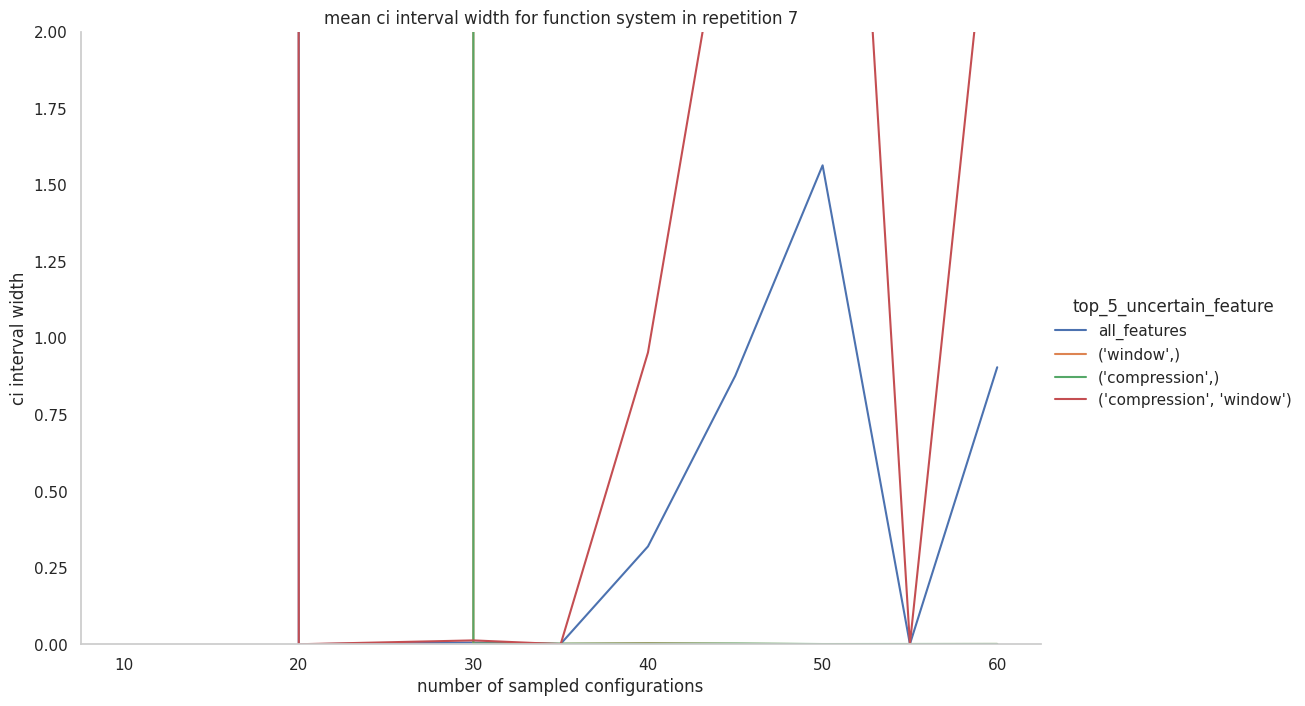 mean ci interval width for function system in repetition 7
2.00
1.75
1.50
1.25
1.00
0.75
0.50
0.25
0.00
ci interval width
10 20 30 40 50 60
number of sampled configurations
top_5_uncertain_feature
all_features
('window',)
('compression',)
('compression', 'window')